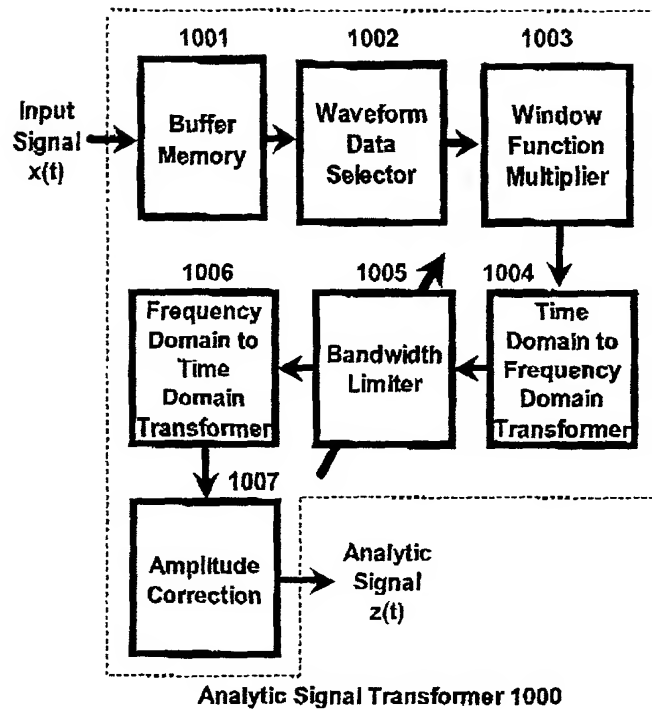 1001
1002
1003
Input
Signal
x(t)
Buffer
Memory
Waveform
Data
Selector
Window
Function
Multiplier
1006
1005
1004
Frequency
Domain to
Time
Domain
Transformer
Bandwidth
Limiter
Time
Domain to
Frequency
Domain
Transformer
1007
Amplitude
Correction
Analytic
Signal
z(t)
Analytic Signal Transformer 1000